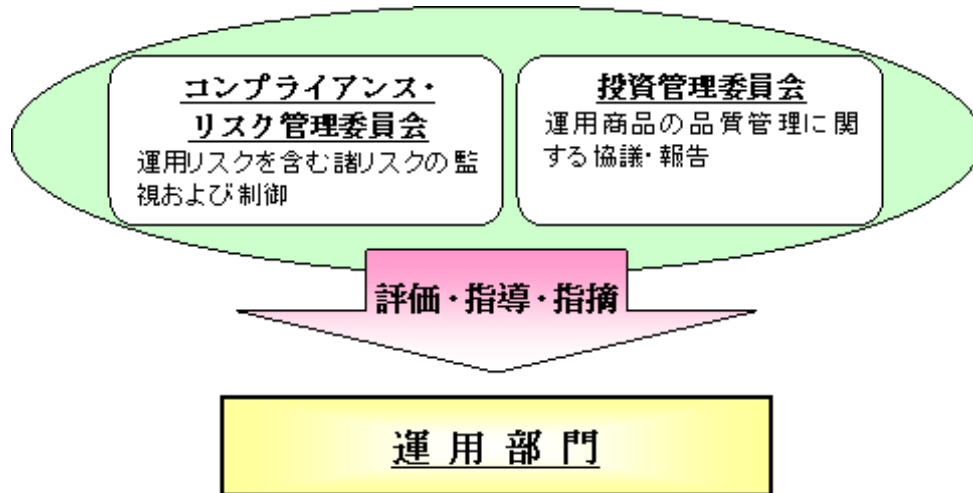 コンプライアンス・
リスク管理委員会
運用リスクを含む諸リスクの監
視および制御
投資管理委員会
運用商品の品質管理に関
する協議・報告
評価・指導・指摘
運用部門